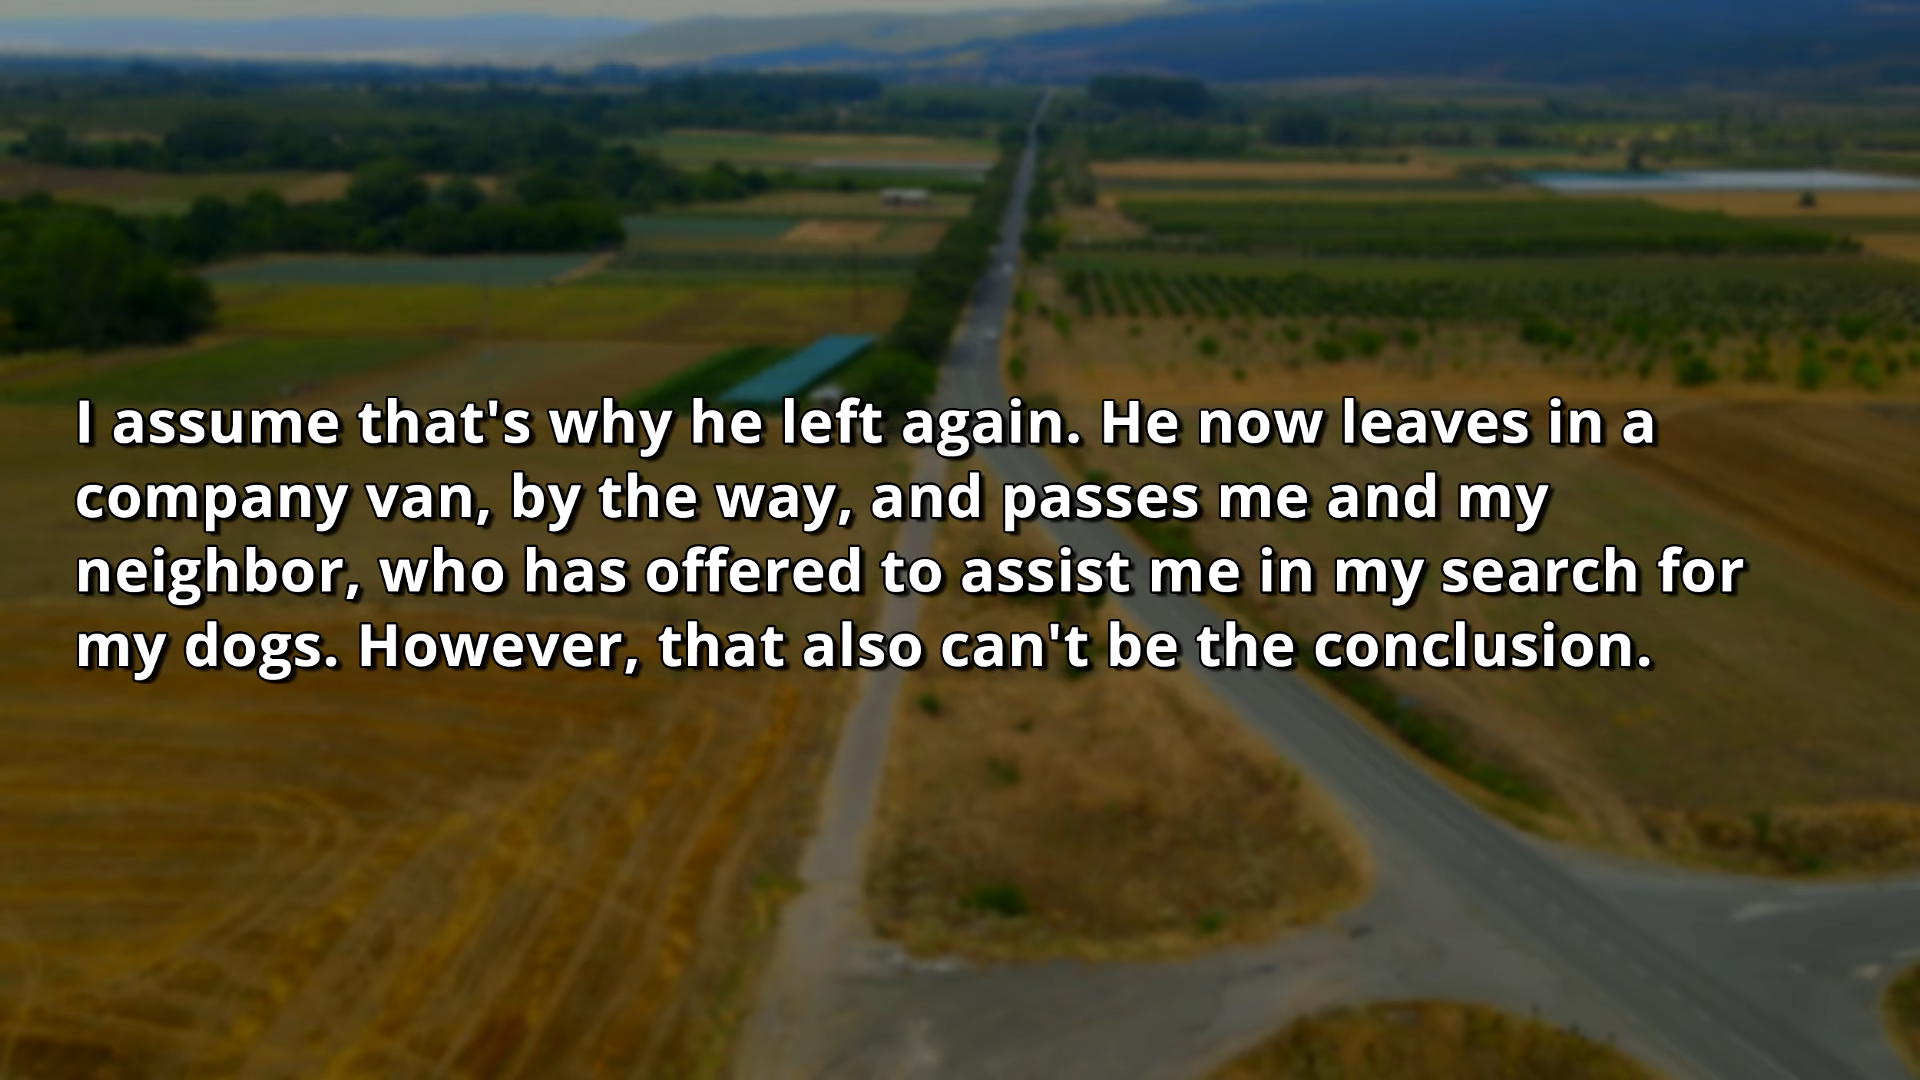 I assume that's why he left again. He now leaves in a
company van, by the way, and passes me and my
neighbor, who has offered to assist me in my search for
my dogs. However, that also can't be the conclusion.